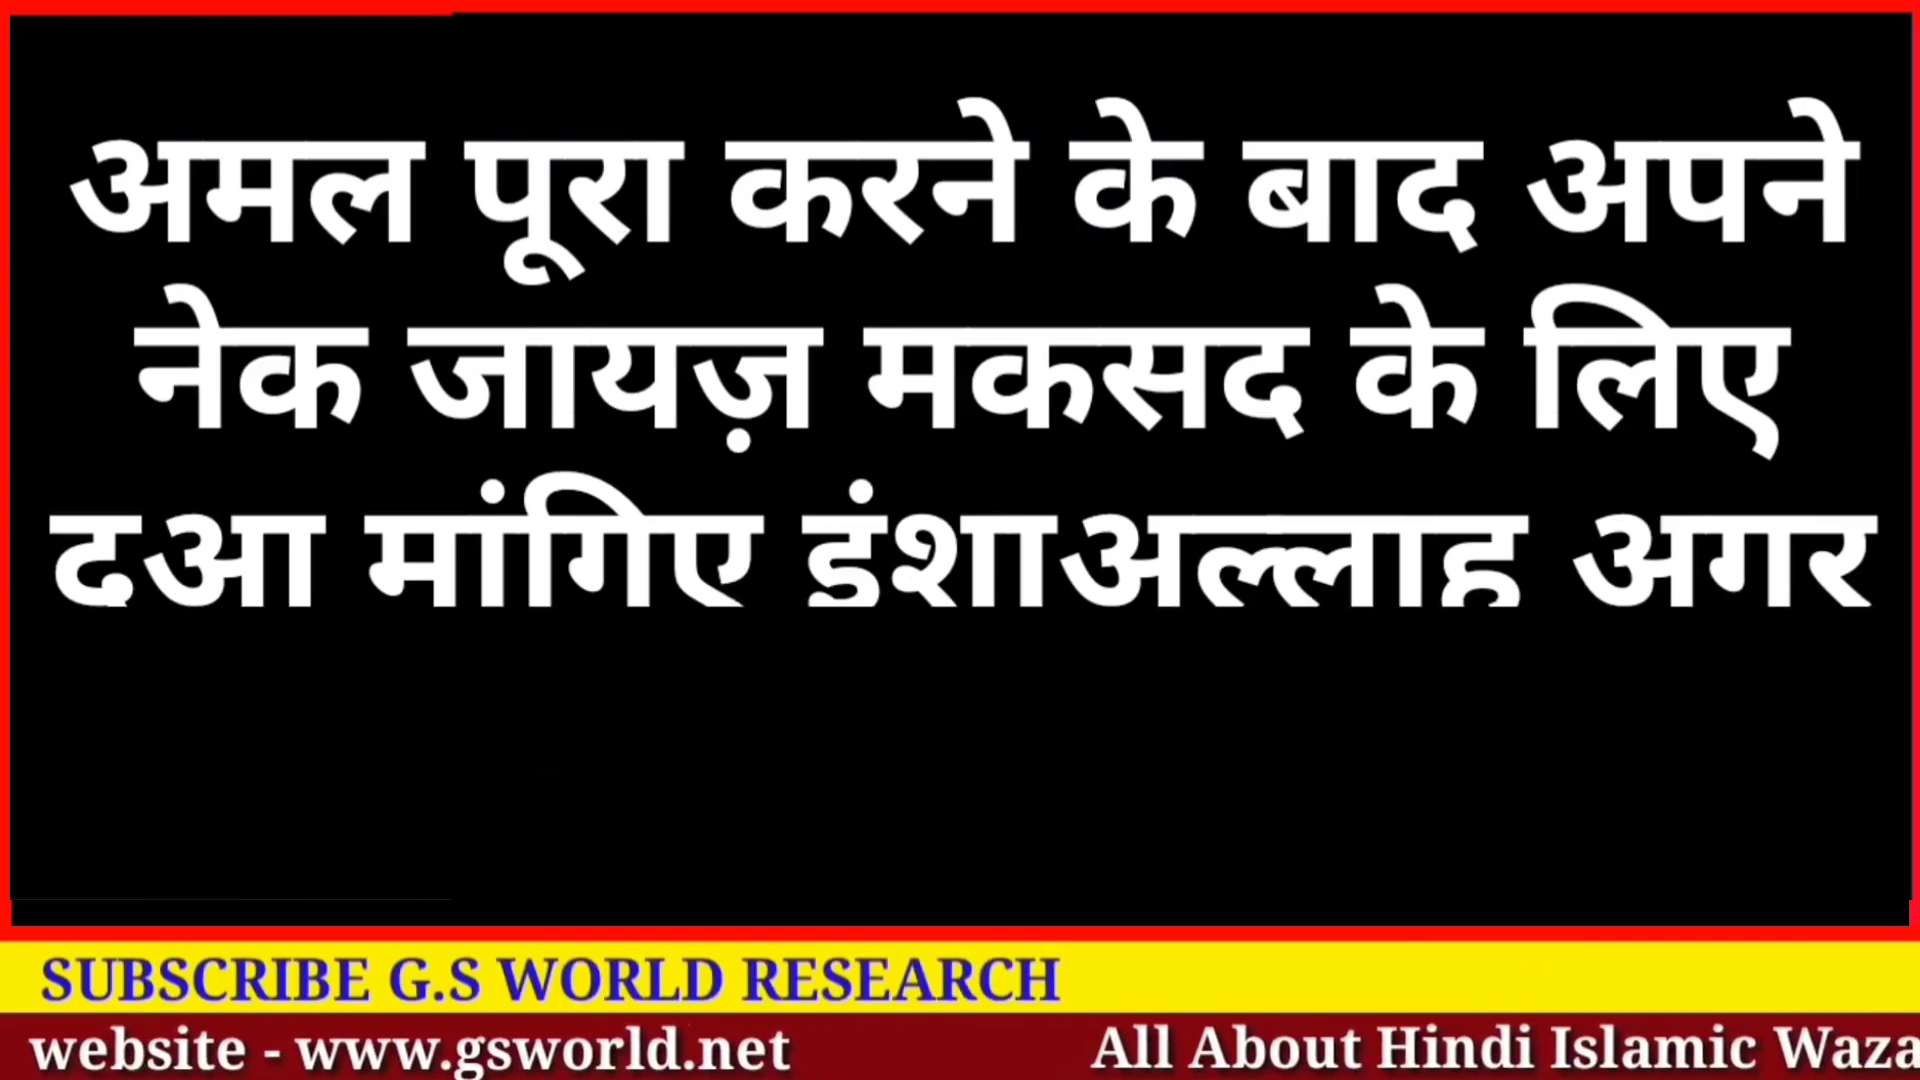 अमल पूरा करने के बाद अपने
नेक जायज़ मकसद के लिए
दुआ मांगिए इंशाअल्लाह अगर
SUBSCRIBE G.S WORLD RESEARCH
website - www.gsworld.net All About Hindi Islamic Waza